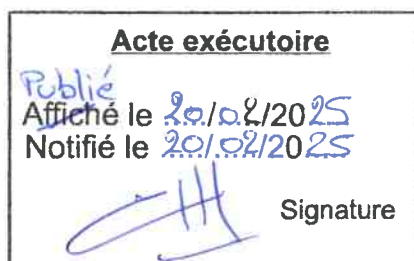 Acte exécutoire
Publié
Affiché le 20/02/2025
Notifié le 20/02/2025
Signature